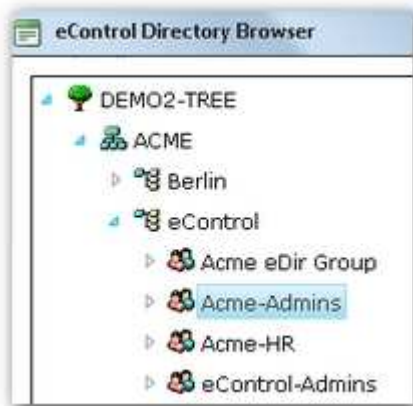 eControl Directory Browser
DEMO2-TREE
ACME
Berlin
eControl
Acme eDir Group
Acme-Admins
Acme-HR
eControl-Admins